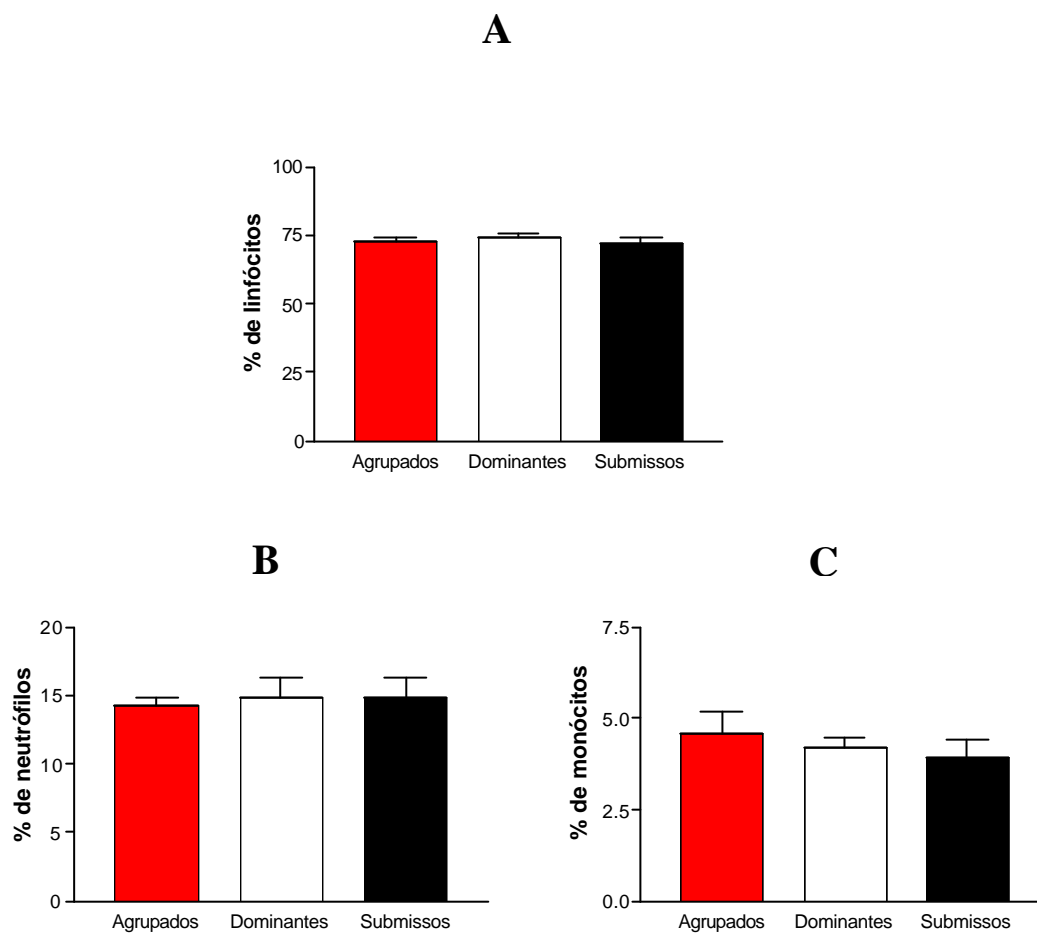 A
% de linfócitos
100
75
50
25
0
Agrupados Dominantes Submissos
B
% de neutrófilos
20
15
10
5
0
Agrupados Dominantes Submissos
C
% de monócitos
7.5
5.0
2.5
0.0
Agrupados Dominantes Submissos